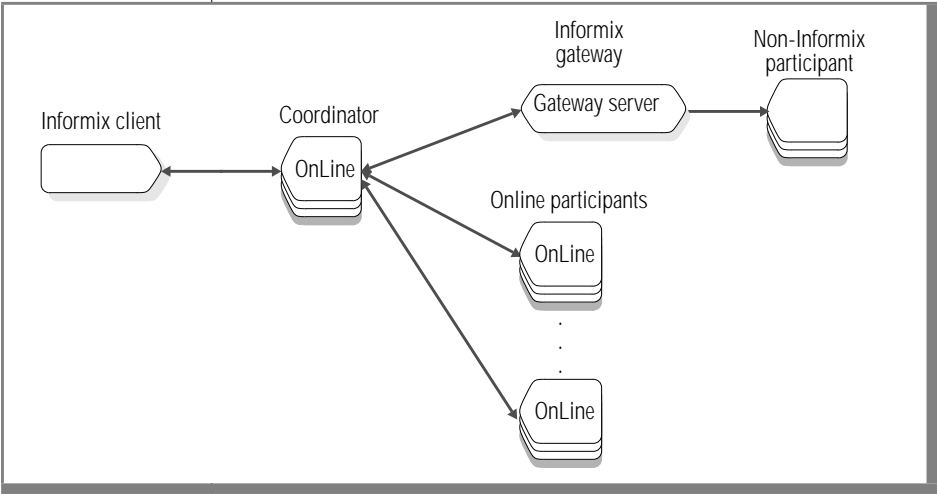 Informix
gateway
Non-Informix
participant
Gateway server
Informix client
Coordinator
OnLine
Online participants
OnLine
.
.
.
OnLine